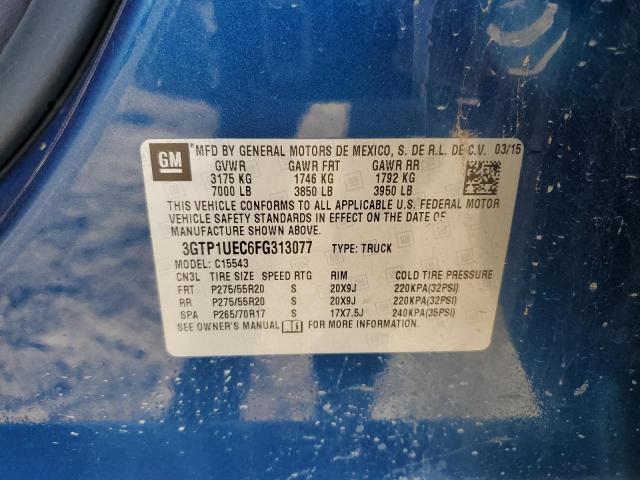 GM
* MFD BY GENERAL MOTORS DE MEXICO, S. DE R.L. DE C.V. 03/15
GVWR GAWR FRT GAWR RR
3175 KG 1746 KG 1792 KG
7000 LB 3850 LB 3950 LB
THIS VEHICLE CONFORMS TO ALL APPLICABLE U.S. FEDERAL MOTOR
VEHICLE SAFETY STANDARDS IN EFFECT ON THE DATE OF
MANUFACTURE SHOWN ABOVE.
3GTP1UEC6FG313077 TYPE: TRUCK
MODEL: C15543
CN3L TIRE SIZE SPEED RTG RIM COLD TIRE PRESSURE
FRT P275/55R20 S 20X9J 220KPA(32PSI)
RR P275/55R20 S 20X9J 220KPA(32PSI)
SPA P265/70R17 S 17X7.5J 240KPA(35PSI)
SEE OWNER'S MANUAL FOR MORE INFORMATION.